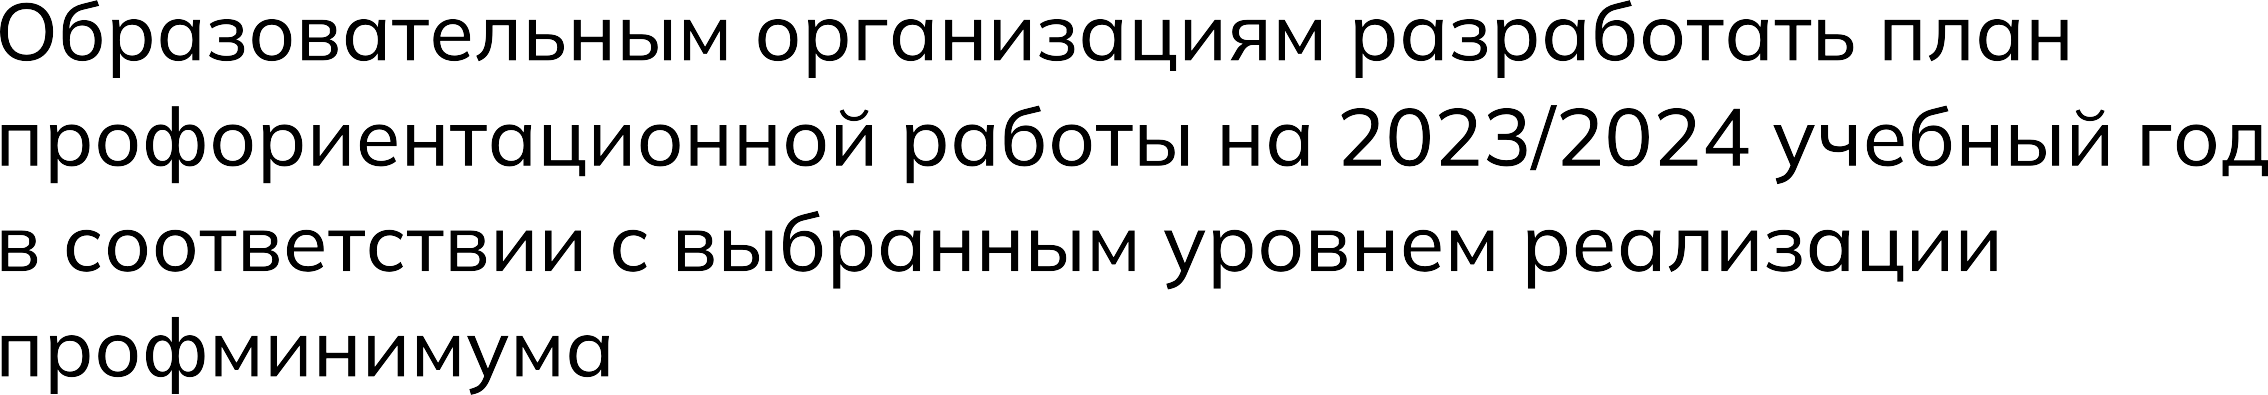 Образовательным организациям разработать план
профориентационной работы на 2023/2024 учебный год
в соответствии с выбранным уровнем реализации
профминимума